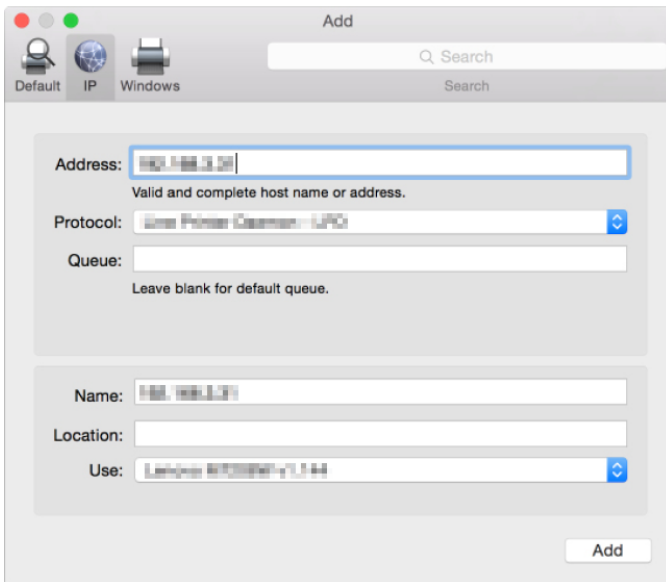 Add
Search
Default IP Windows Search
Address:
Valid and complete host name or address.
Protocol:
Queue:
Leave blank for default queue.
Name:
Location:
Use:
Add